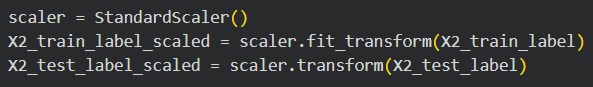 scaler = StandardScaler()
X2_train_label_scaled = scaler.fit_transform(X2_train_label)
X2_test_label_scaled = scaler.transform(X2_test_label)